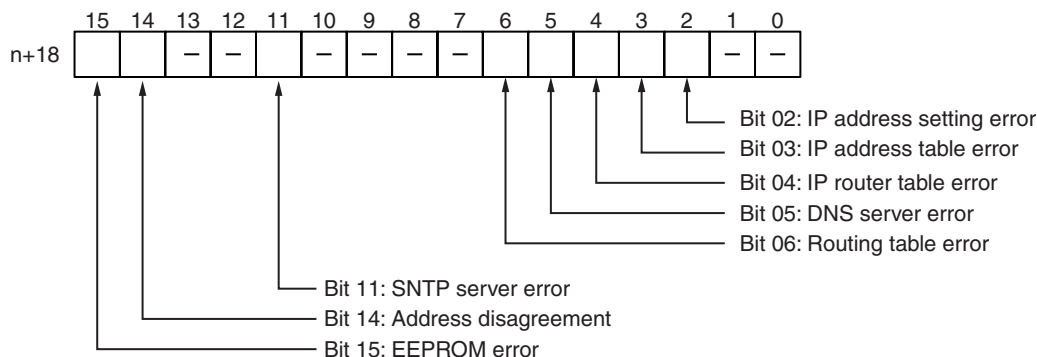 15 14 13 12 11 10 9 8 7 6 5 4 3 2 1 0
n+18 – – – – – – – –
Bit 02: IP address setting error
Bit 03: IP address table error
Bit 04: IP router table error
Bit 05: DNS server error
Bit 06: Routing table error
Bit 11: SNTP server error
Bit 14: Address disagreement
Bit 15: EEPROM error